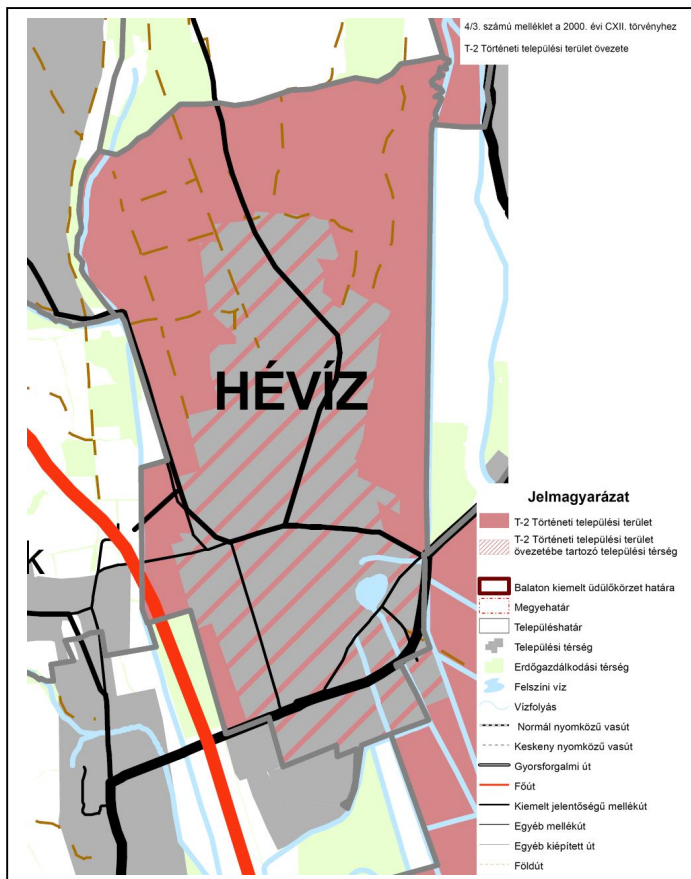 4/3. számú melléklet a 2000. évi CXII. törvényhez
T-2 Történeti települési terület övezete
HÉVÍZ
K
Jelmagyarázat
T-2 Történeti települési terület
T-2 Történeti települési terület
övezetébe tartozó települési térség
Balaton kiemelt üdülőkörzet határa
Megyehatár
Településhatár
Települési térség
Erdőgazdálkodási térség
Felszíni víz
Vízfolyás
Normál nyomközű vasút
Keskeny nyomközű vasút
Gyorsforgalmi út
Főút
Kiemelt jelentőségű mellékút
Egyéb mellékút
Egyéb kiépített út
Földút